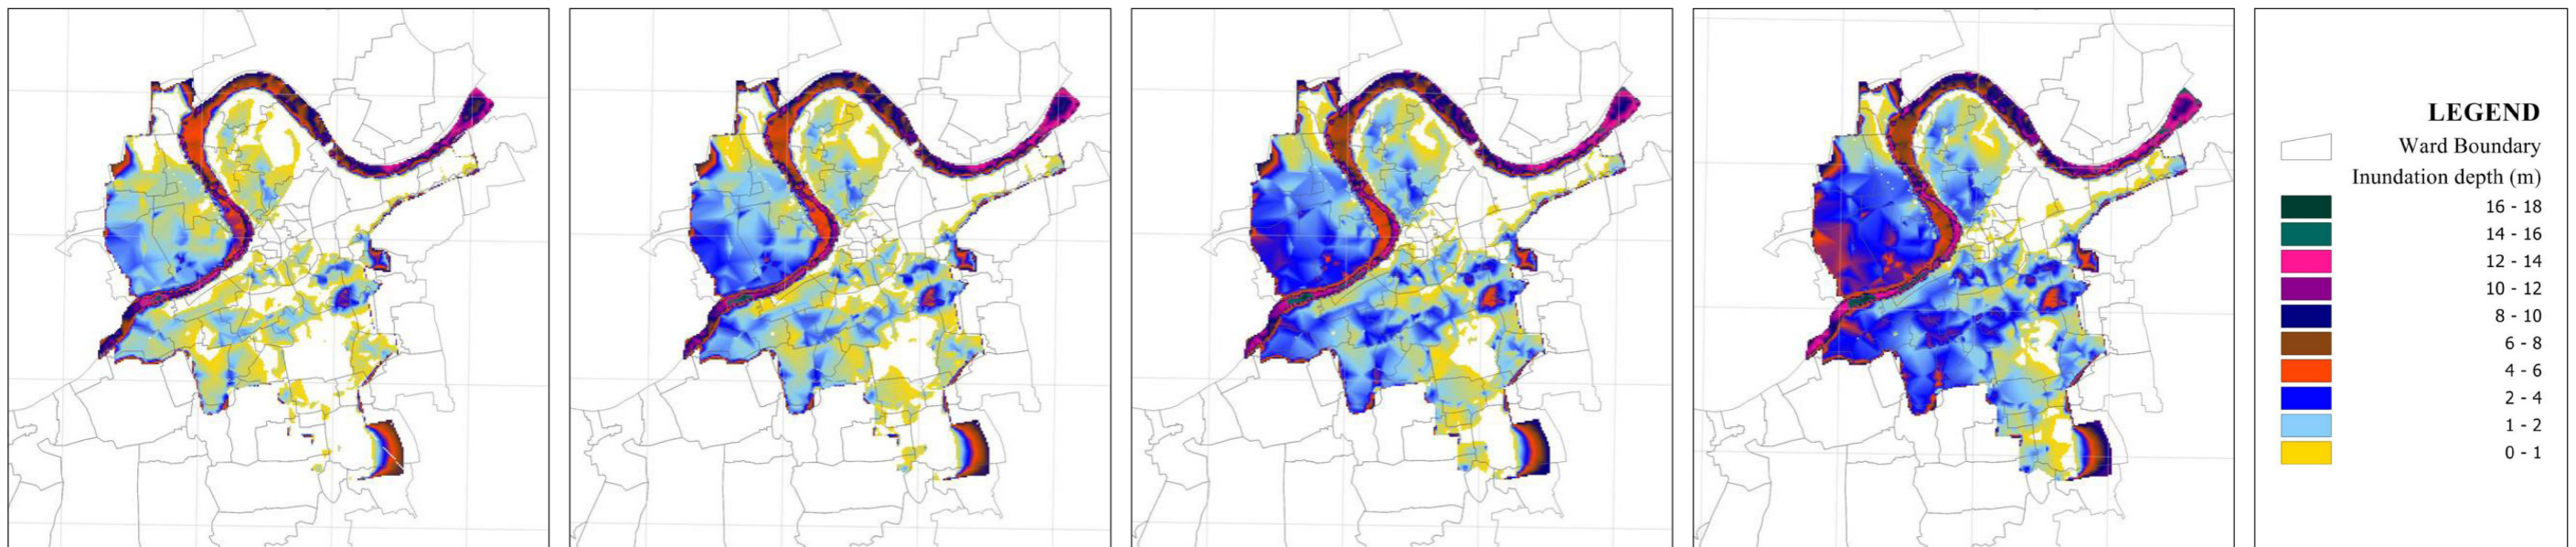 LEGEND
Ward Boundary
Inundation depth (m)
16 - 18
14 - 16
12 - 14
10 - 12
8 - 10
6 - 8
4 - 6
2 - 4
1 - 2
0 - 1